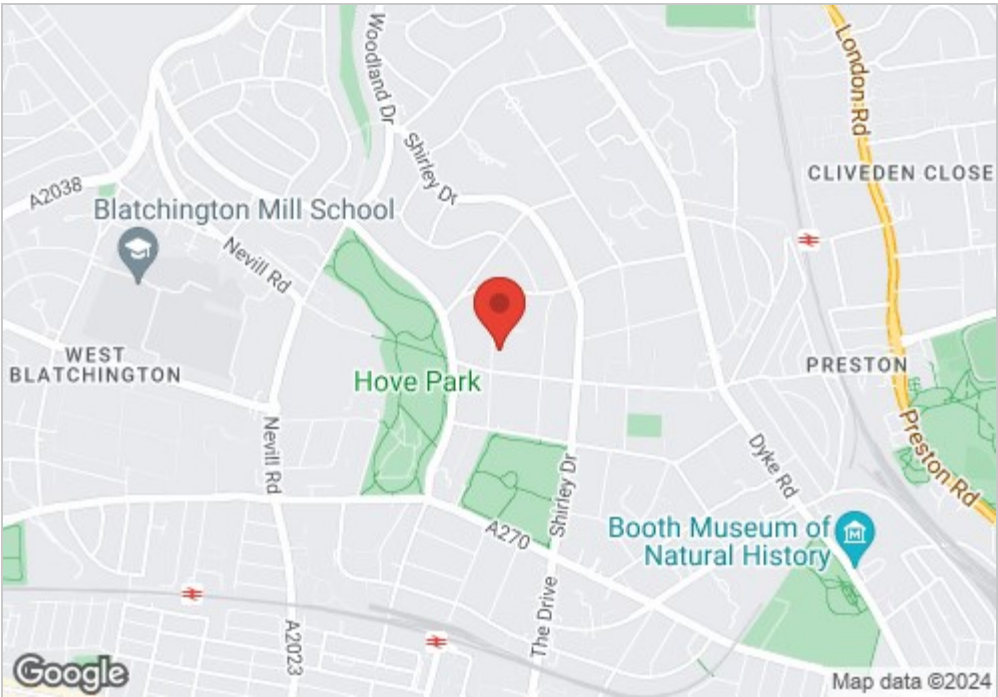 Woodland Dr
London Rd
Shirley Dr
CLIVEDEN CLOSE
A2038
Blatchington Mill School
Nevill Rd
WEST
BLATCHINGTON
PRESTON
Hove Park
Nevill Rd
Preston Rd
Dyke Rd
Shirley Dr
A270
Booth Museum of
Natural History
The Drive
A2023
Google
Map data ©2024